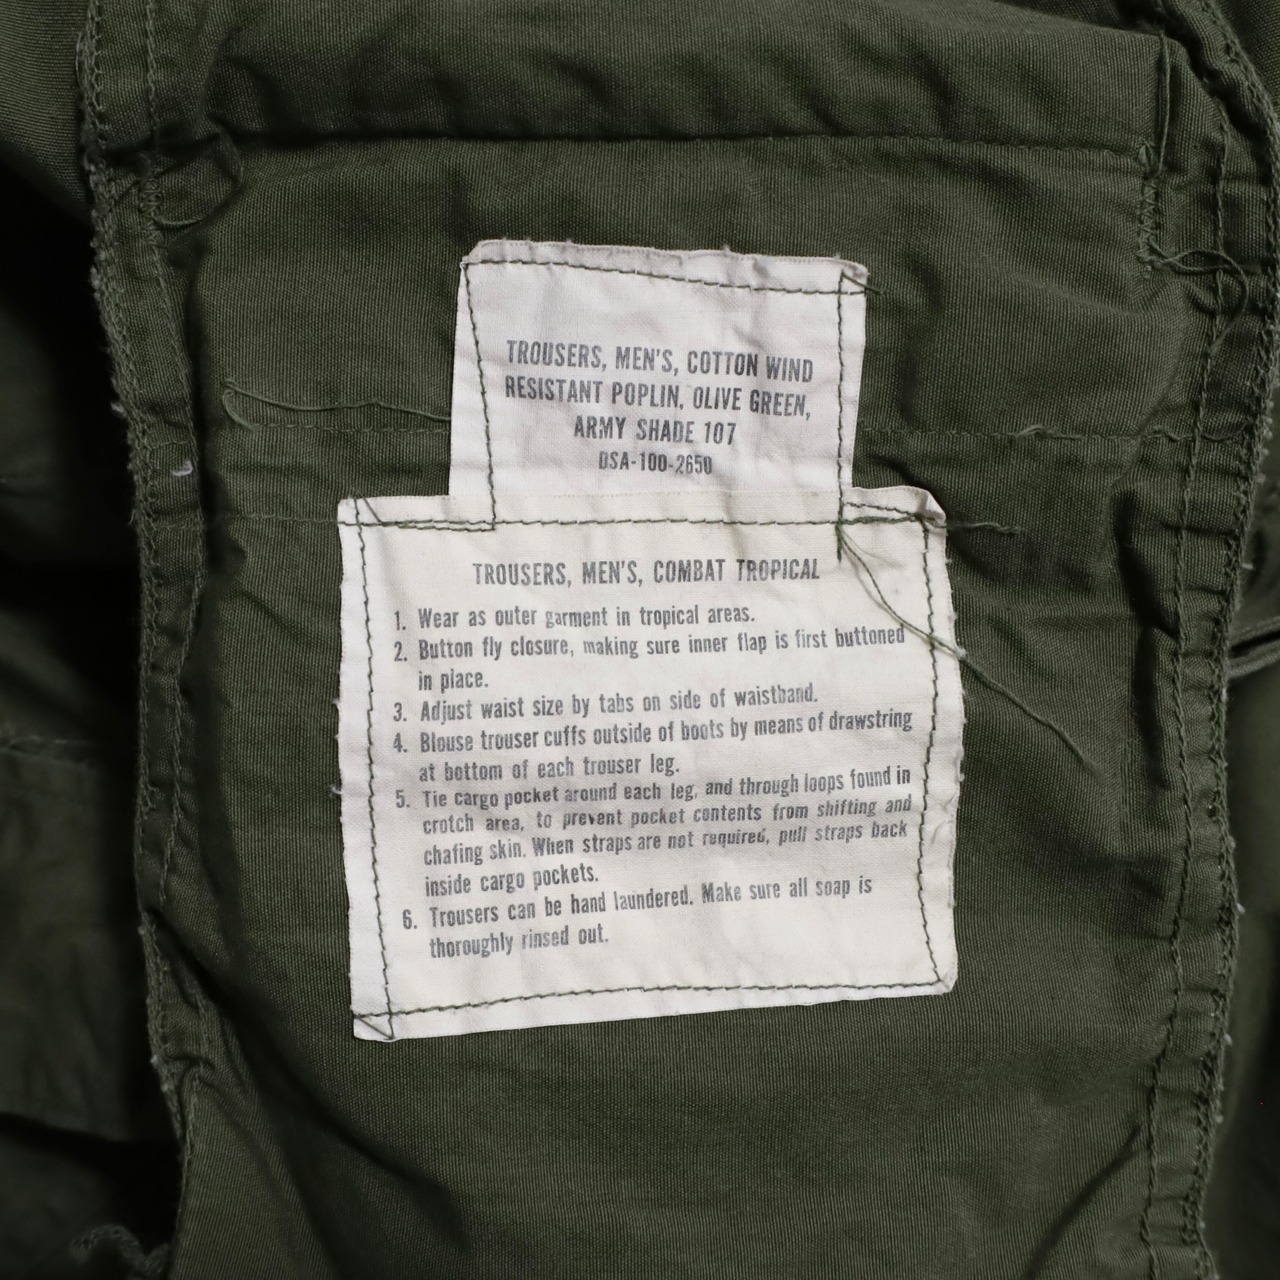 TROUSERS, MEN'S, COTTON WIND
RESISTANT POPLIN, OLIVE GREEN,
ARMY SHADE 107
DSA-100-2650
TROUSERS, MEN'S, COMBAT TROPICAL
1. Wear as outer garment in tropical areas.
2. Button fly closure, making sure inner flap is first buttoned
in place.
3. Adjust waist size by tabs on side of waistband.
4. Blouse trouser cuffs outside of boots by means of drawstring
at bottom of each trouser leg.
5. Tie cargo pocket around each leg, and through loops found in
crotch area, to prevent pocket contents from shifting and
chafing skin. When straps are not required, pull straps back
inside cargo pockets.
6. Trousers can be hand laundered. Make sure all soap is
thoroughly rinsed out.